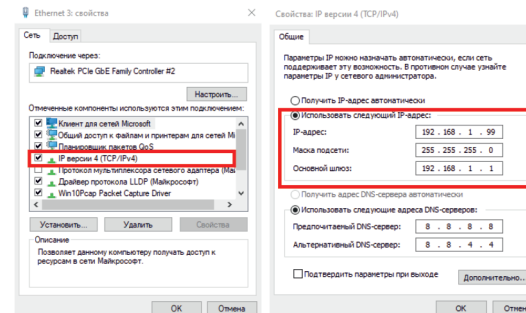 Ethernet 3: свойства
Сеть
Доступ
Подключение через:
Realtek PCIe GbE Family Controller #2
Настроить...
Отмеченные компоненты используются этим подключением:
Клиент для сетей Microsoft
Общий доступ к файлам и принтерам для сетей Mi
Планировщик пакетов QoS
IP версии 4 (TCP/IPv4)
Протокол мультиплексора сетевого адаптера (Май
Драйвер протокола LLDP (Майкрософт)
Win10Pcap Packet Capture Driver
Установить...
Удалить
Свойства
Описание
Позволяет данному компьютеру получать доступ к
ресурсам в сети Майкрософт.
OK
Отмена
Свойства: IP версии 4 (TCP/IPv4)
Общие
Параметры IP можно назначать автоматически, если сеть
поддерживает эту возможность. В противном случае узнайте
параметры IP у сетевого администратора.
Получить IP-адрес автоматически
Использовать следующий IP-адрес:
IP-адрес: 192 . 168 . 1 . 99
Маска подсети: 255 . 255 . 255 . 0
Основной шлюз: 192 . 168 . 1 . 1
Получить адрес DNS-сервера автоматически
Использовать следующие адреса DNS-серверов:
Предпочитаемый DNS-сервер: 8 . 8 . 8 . 8
Альтернативный DNS-сервер: 8 . 8 . 4 . 4
Подтвердить параметры при выходе
Дополнительно...
OK
Отмен